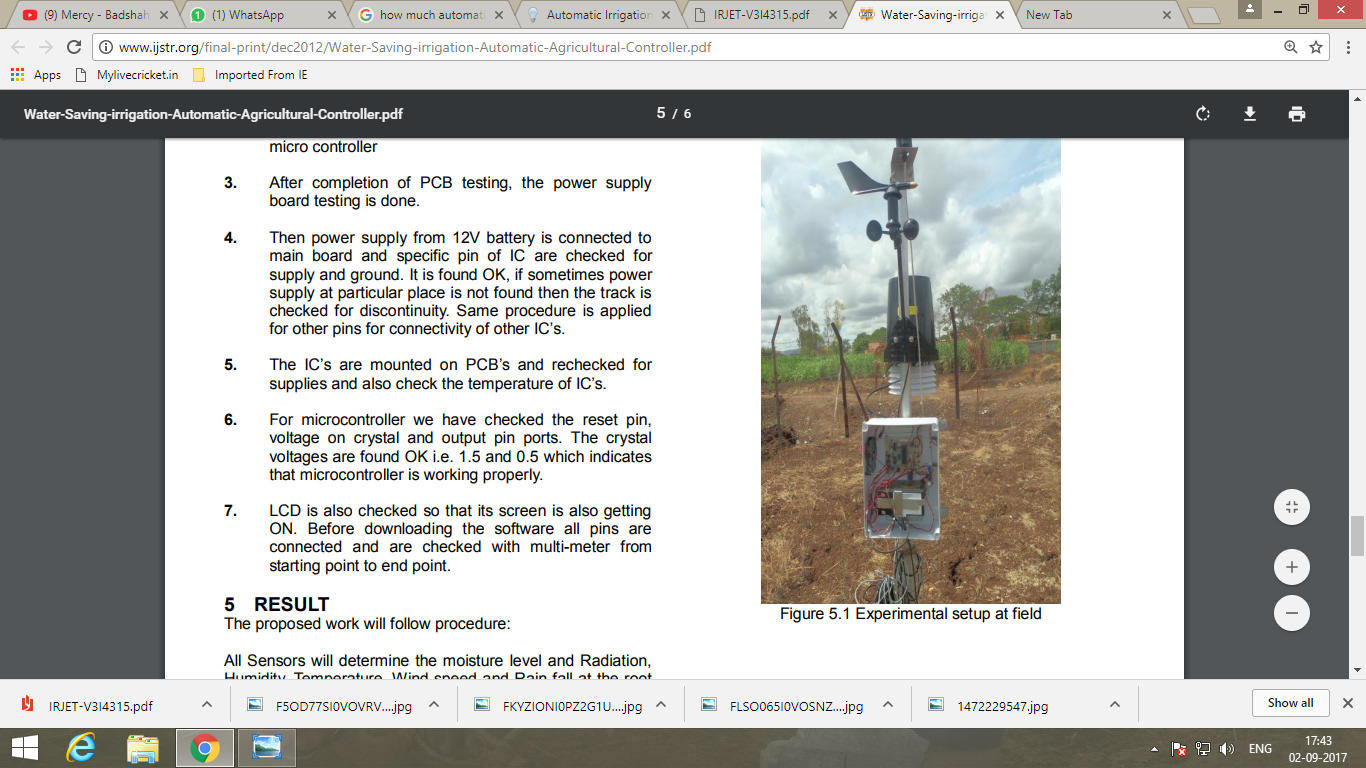 (9) Mercy - Badshah
(1) WhatsApp
how much automati
Automatic Irrigation
IRJET-V3I4315.pdf
Water-Saving-irriga
New Tab
www.ijstr.org/final-print/dec2012/Water-Saving-irrigation-Automatic-Agricultural-Controller.pdf
Apps
Mylivecricket.in
Imported From IE
Water-Saving-irrigation-Automatic-Agricultural-Controller.pdf
5 / 6
micro controller
3. After completion of PCB testing, the power supply
board testing is done.
4. Then power supply from 12V battery is connected to
main board and specific pin of IC are checked for
supply and ground. It is found OK, if sometimes power
supply at particular place is not found then the track is
checked for discontinuity. Same procedure is applied
for other pins for connectivity of other IC's.
5. The IC's are mounted on PCB's and rechecked for
supplies and also check the temperature of IC's.
6. For microcontroller we have checked the reset pin,
voltage on crystal and output pin ports. The crystal
voltages are found OK i.e. 1.5 and 0.5 which indicates
that microcontroller is working properly.
7. LCD is also checked so that its screen is also getting
ON. Before downloading the software all pins are
connected and are checked with multi-meter from
starting point to end point.
5 RESULT
The proposed work will follow procedure:
All Sensors will determine the moisture level and Radiation,
Humidity, Temperature, Wind speed and Rain fall at the root
Figure 5.1 Experimental setup at field
IRJET-V3I4315.pdf
F5OD77SI0VOVRV....jpg
FKYZIONI0PZ2G1U....jpg
FLSO065I0VOSNZ....jpg
1472229547.jpg
Show all
ENG
17:43
02-09-2017